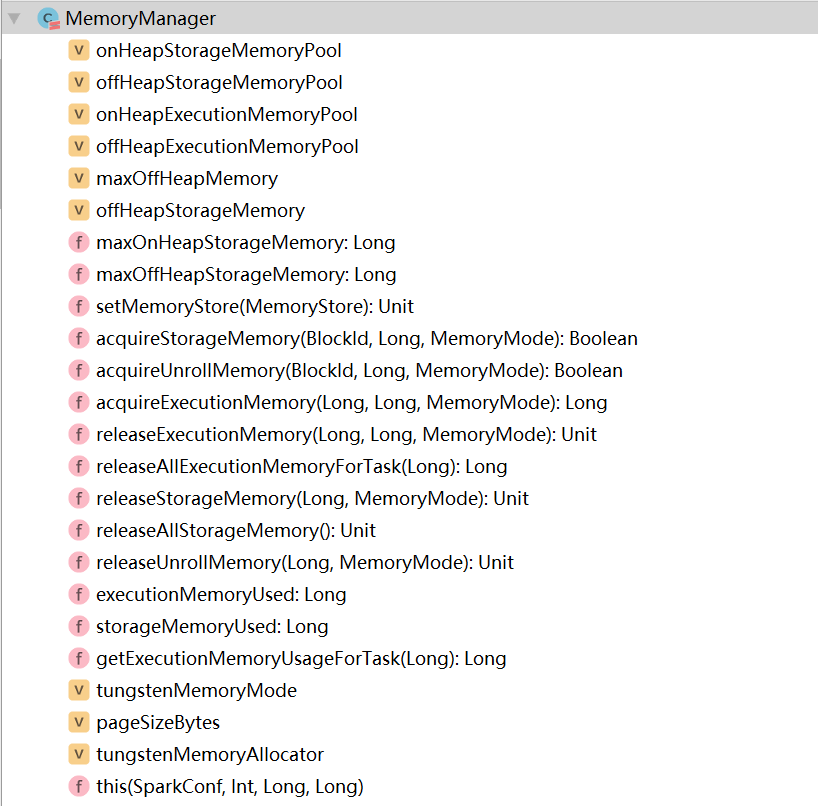 C MemoryManager
V onHeapStorageMemoryPool
V offHeapStorageMemoryPool
V onHeapExecutionMemoryPool
V offHeapExecutionMemoryPool
V maxOffHeapMemory
V offHeapStorageMemory
f maxOnHeapStorageMemory: Long
f maxOffHeapStorageMemory: Long
f setMemoryStore(MemoryStore): Unit
f acquireStorageMemory(BlockId, Long, MemoryMode): Boolean
f acquireUnrollMemory(BlockId, Long, MemoryMode): Boolean
f acquireExecutionMemory(Long, Long, MemoryMode): Long
f releaseExecutionMemory(Long, Long, MemoryMode): Unit
f releaseAllExecutionMemoryForTask(Long): Long
f releaseStorageMemory(Long, MemoryMode): Unit
f releaseAllStorageMemory(): Unit
f releaseUnrollMemory(Long, MemoryMode): Unit
f executionMemoryUsed: Long
f storageMemoryUsed: Long
f getExecutionMemoryUsageForTask(Long): Long
V tungstenMemoryMode
V pageSizeBytes
V tungstenMemoryAllocator
f this(SparkConf, Int, Long, Long)